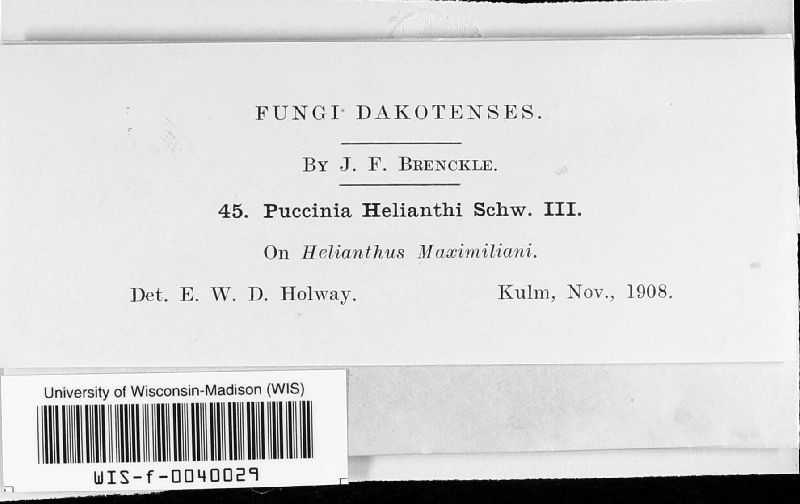 FUNGI DAKOTENSES.
By J. F. Brenckle.
45. Puccinia Helianthi Schw. III.
On Helianthus Maximiliani.
Det. E. W. D. Holway. Kulm, Nov., 1908.
University of Wisconsin-Madison (WIS)
WIS-f-0040029